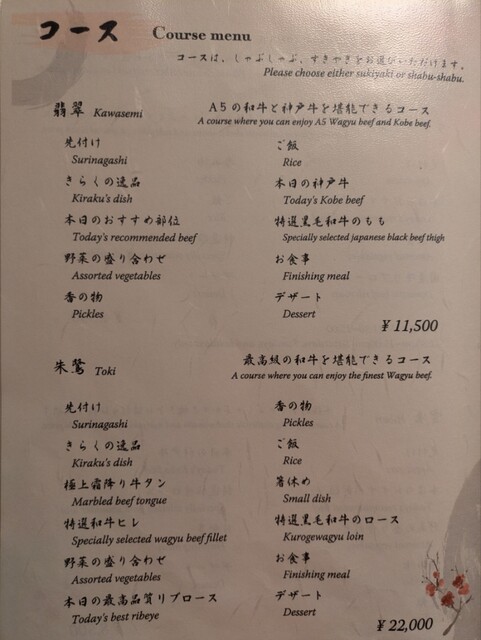 コース Course menu
コースは、しゃぶしゃぶ、すきやきをお選びいただけます。
Please choose either sukiyaki or shabu-shabu.
翡翠 Kawasemi A5の和牛と神戸牛を堪能できるコース
A course where you can enjoy A5 Wagyu beef and Kobe beef.
先付け
Surinagashi
きらくの逸品
Kiraku's dish
本日のおすすめ部位
Today's recommended beef
野菜の盛り合わせ
Assorted vegetables
香の物
Pickles
ご飯
Rice
本日の神戸牛
Today's Kobe beef
特選黒毛和牛のもも
Specially selected japanese black beef thigh
お食事
Finishing meal
デザート
Dessert
¥11,500
朱鷺 Toki 最高級の和牛を堪能できるコース
A course where you can enjoy the finest Wagyu beef.
先付け
Surinagashi
きらくの逸品
Kiraku's dish
極上霜降り牛タン
Marbled beef tongue
特選和牛ヒレ
Specially selected wagyu beef fillet
野菜の盛り合わせ
Assorted vegetables
本日の最高品質リブロース
Today's best ribeye
香の物
Pickles
ご飯
Rice
箸休め
Small dish
特選黒毛和牛のロース
Kurogewagyu loin
お食事
Finishing meal
デザート
Dessert
¥22,000